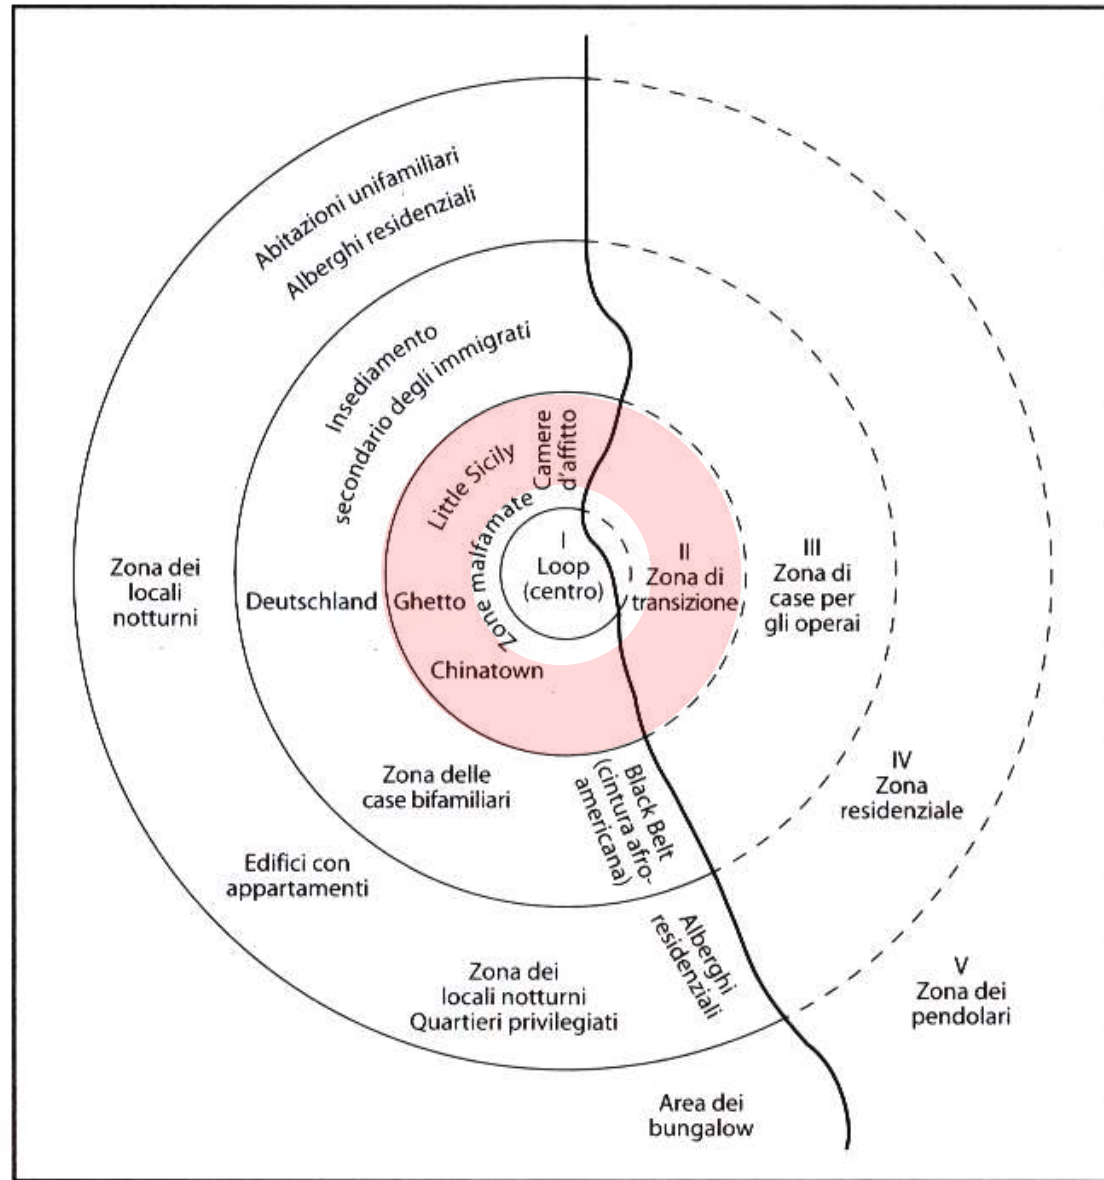 Abitazioni unifamiliari
Alberghi residenziali
Insediamento
secondario degli immigrati
Little Sicily
Camere
d'affitto
Zone malfamate
I
Loop
(centro)
II
Zona di
transizione
III
Zona di
case per
gli operai
Zona dei
locali
notturni
Deutschland
Ghetto
Chinatown
Zona delle
case bifamiliari
Black Belt
(cintura afro-
americana)
IV
Zona
residenziale
Edifici con
appartamenti
Alberghi
residenziali
Zona dei
locali notturni
Quartieri privilegiati
V
Zona dei
pendolari
Area dei
bungalow